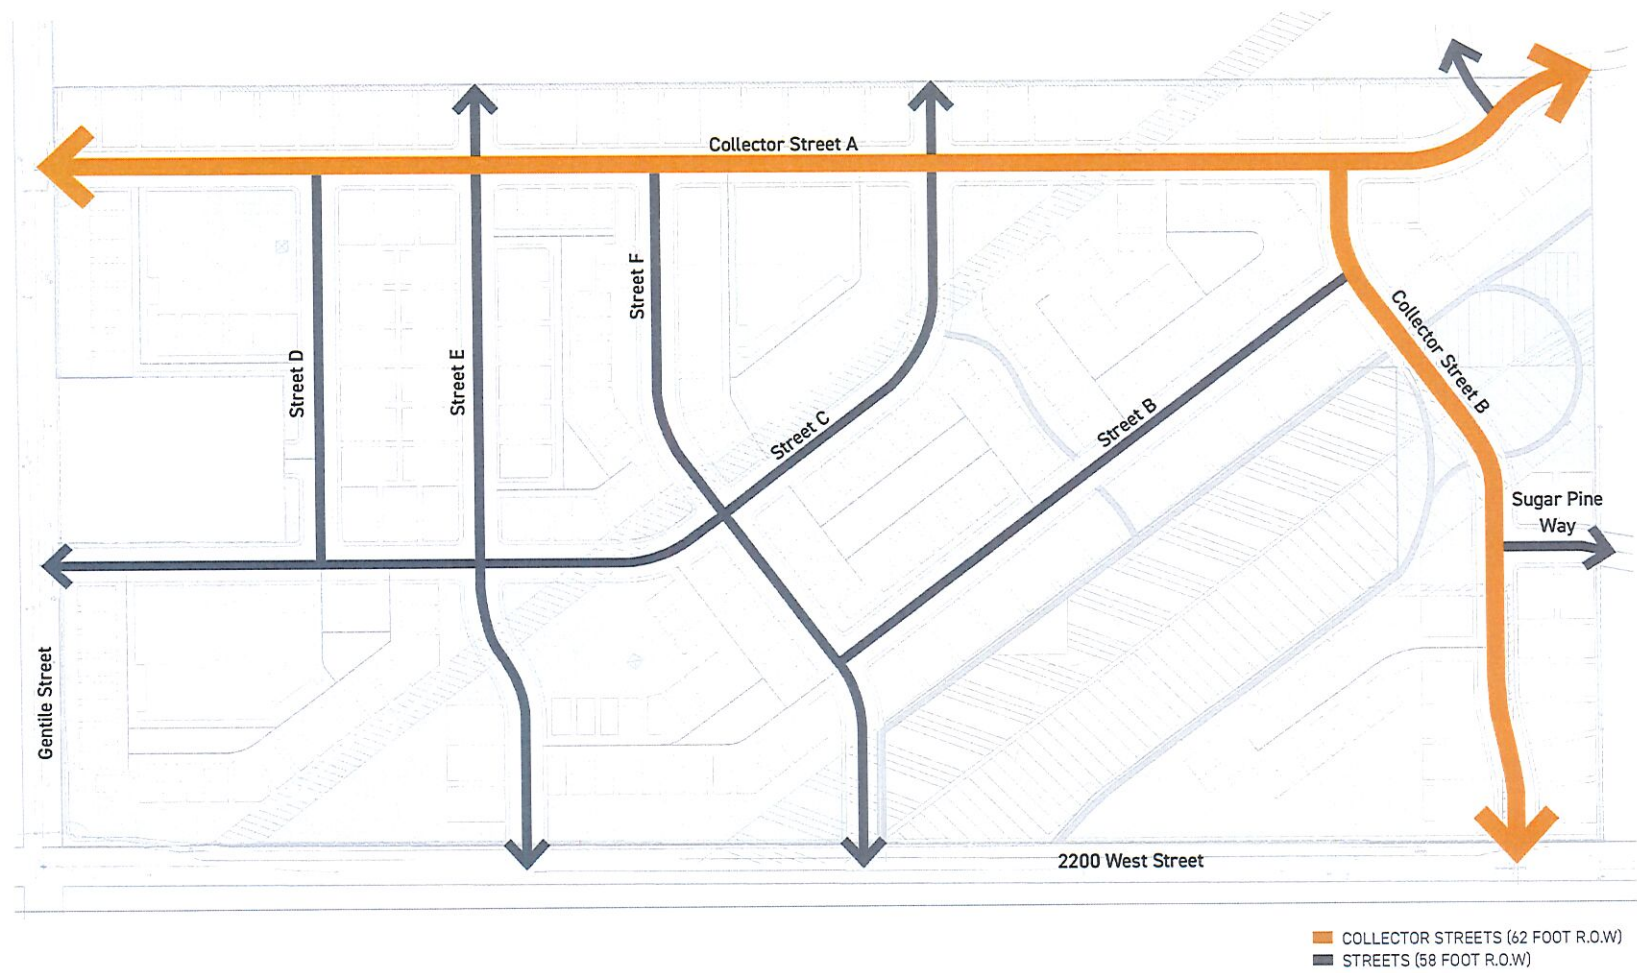 Collector Street A
Street F
Street D
Street E
Street C
Street B
Collector Street B
Sugar Pine
Way
Gentile Street
2200 West Street
COLLECTOR STREETS (62 FOOT R.O.W)
STREETS (58 FOOT R.O.W)